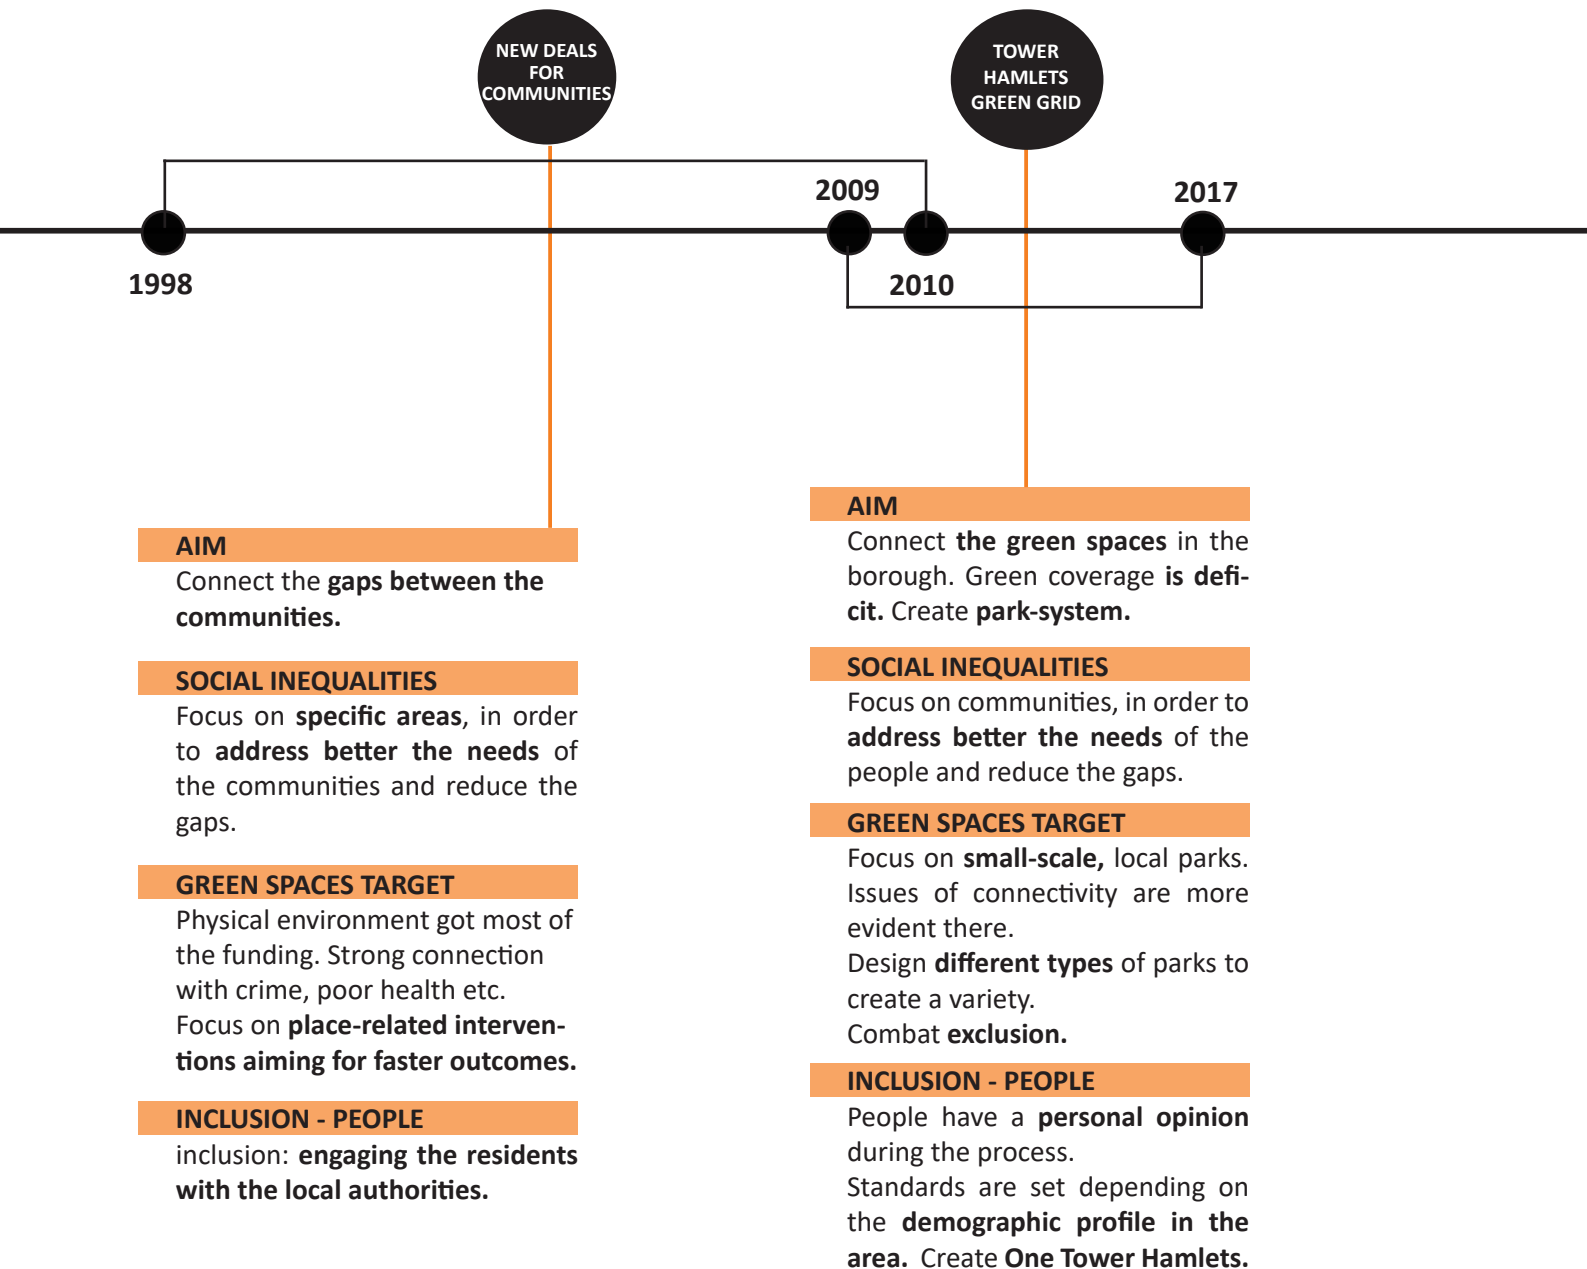 NEW DEALS
FOR
COMMUNITIES
TOWER
HAMLETS
GREEN GRID
2009
2017
1998
2010
AIM
Connect the gaps between the
communities.
SOCIAL INEQUALITIES
Focus on specific areas, in order
to address better the needs of
the communities and reduce the
gaps.
GREEN SPACES TARGET
Physical environment got most of
the funding. Strong connection
with crime, poor health etc.
Focus on place-related interven-
tions aiming for faster outcomes.
INCLUSION - PEOPLE
inclusion: engaging the residents
with the local authorities.
AIM
Connect the green spaces in the
borough. Green coverage is defi-
cit. Create park-system.
SOCIAL INEQUALITIES
Focus on communities, in order to
address better the needs of the
people and reduce the gaps.
GREEN SPACES TARGET
Focus on small-scale, local parks.
Issues of connectivity are more
evident there.
Design different types of parks to
create a variety.
Combat exclusion.
INCLUSION - PEOPLE
People have a personal opinion
during the process.
Standards are set depending on
the demographic profile in the
area. Create One Tower Hamlets.